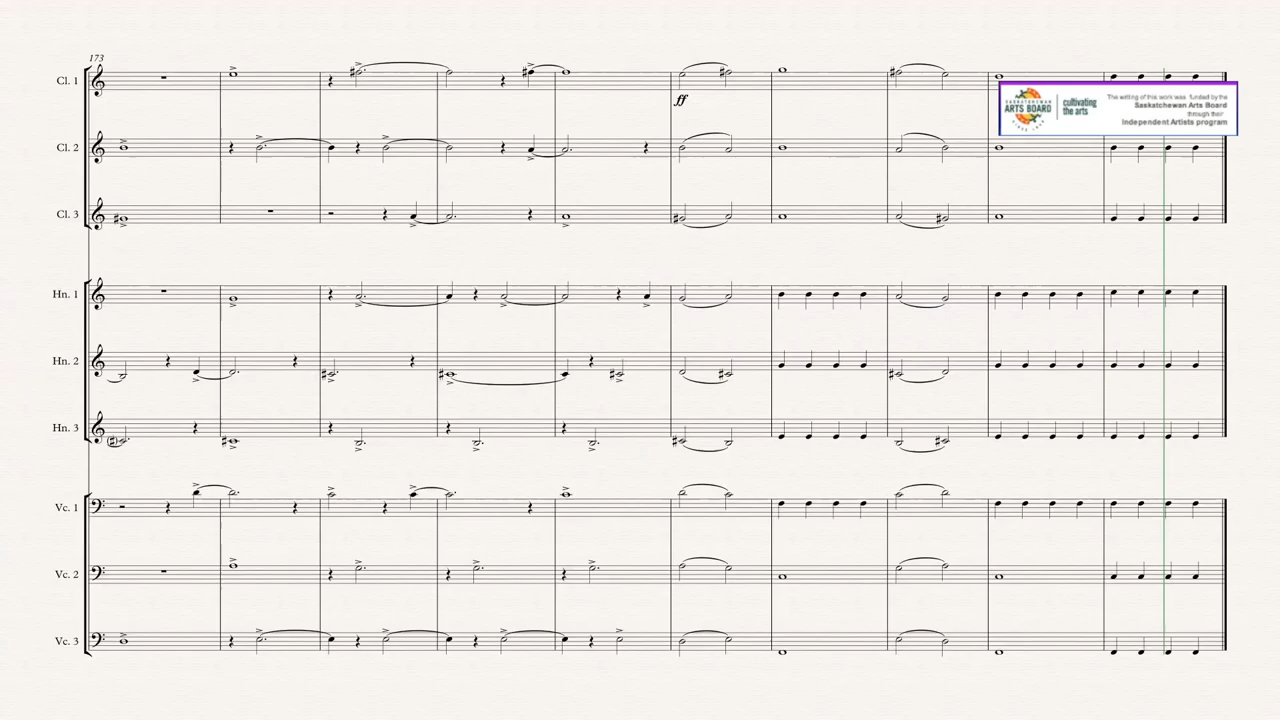 173
Cl. 1
ff
SASKATCHEWAN
ARTS BOARD
SINCE 1948
cultivating
the arts
The writing of this work was funded by the
Saskatchewan Arts Board
through their
Independent Artists program
Cl. 2
Cl. 3
Hn. 1
Hn. 2
Hn. 3
Vc. 1
Vc. 2
Vc. 3